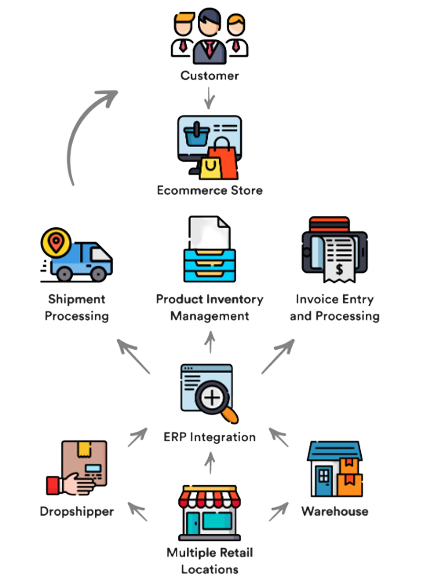 Customer
Ecommerce Store
Shipment
Processing
Product Inventory
Management
Invoice Entry
and Processing
$
ERP Integration
Dropshipper
Warehouse
Multiple Retail
Locations